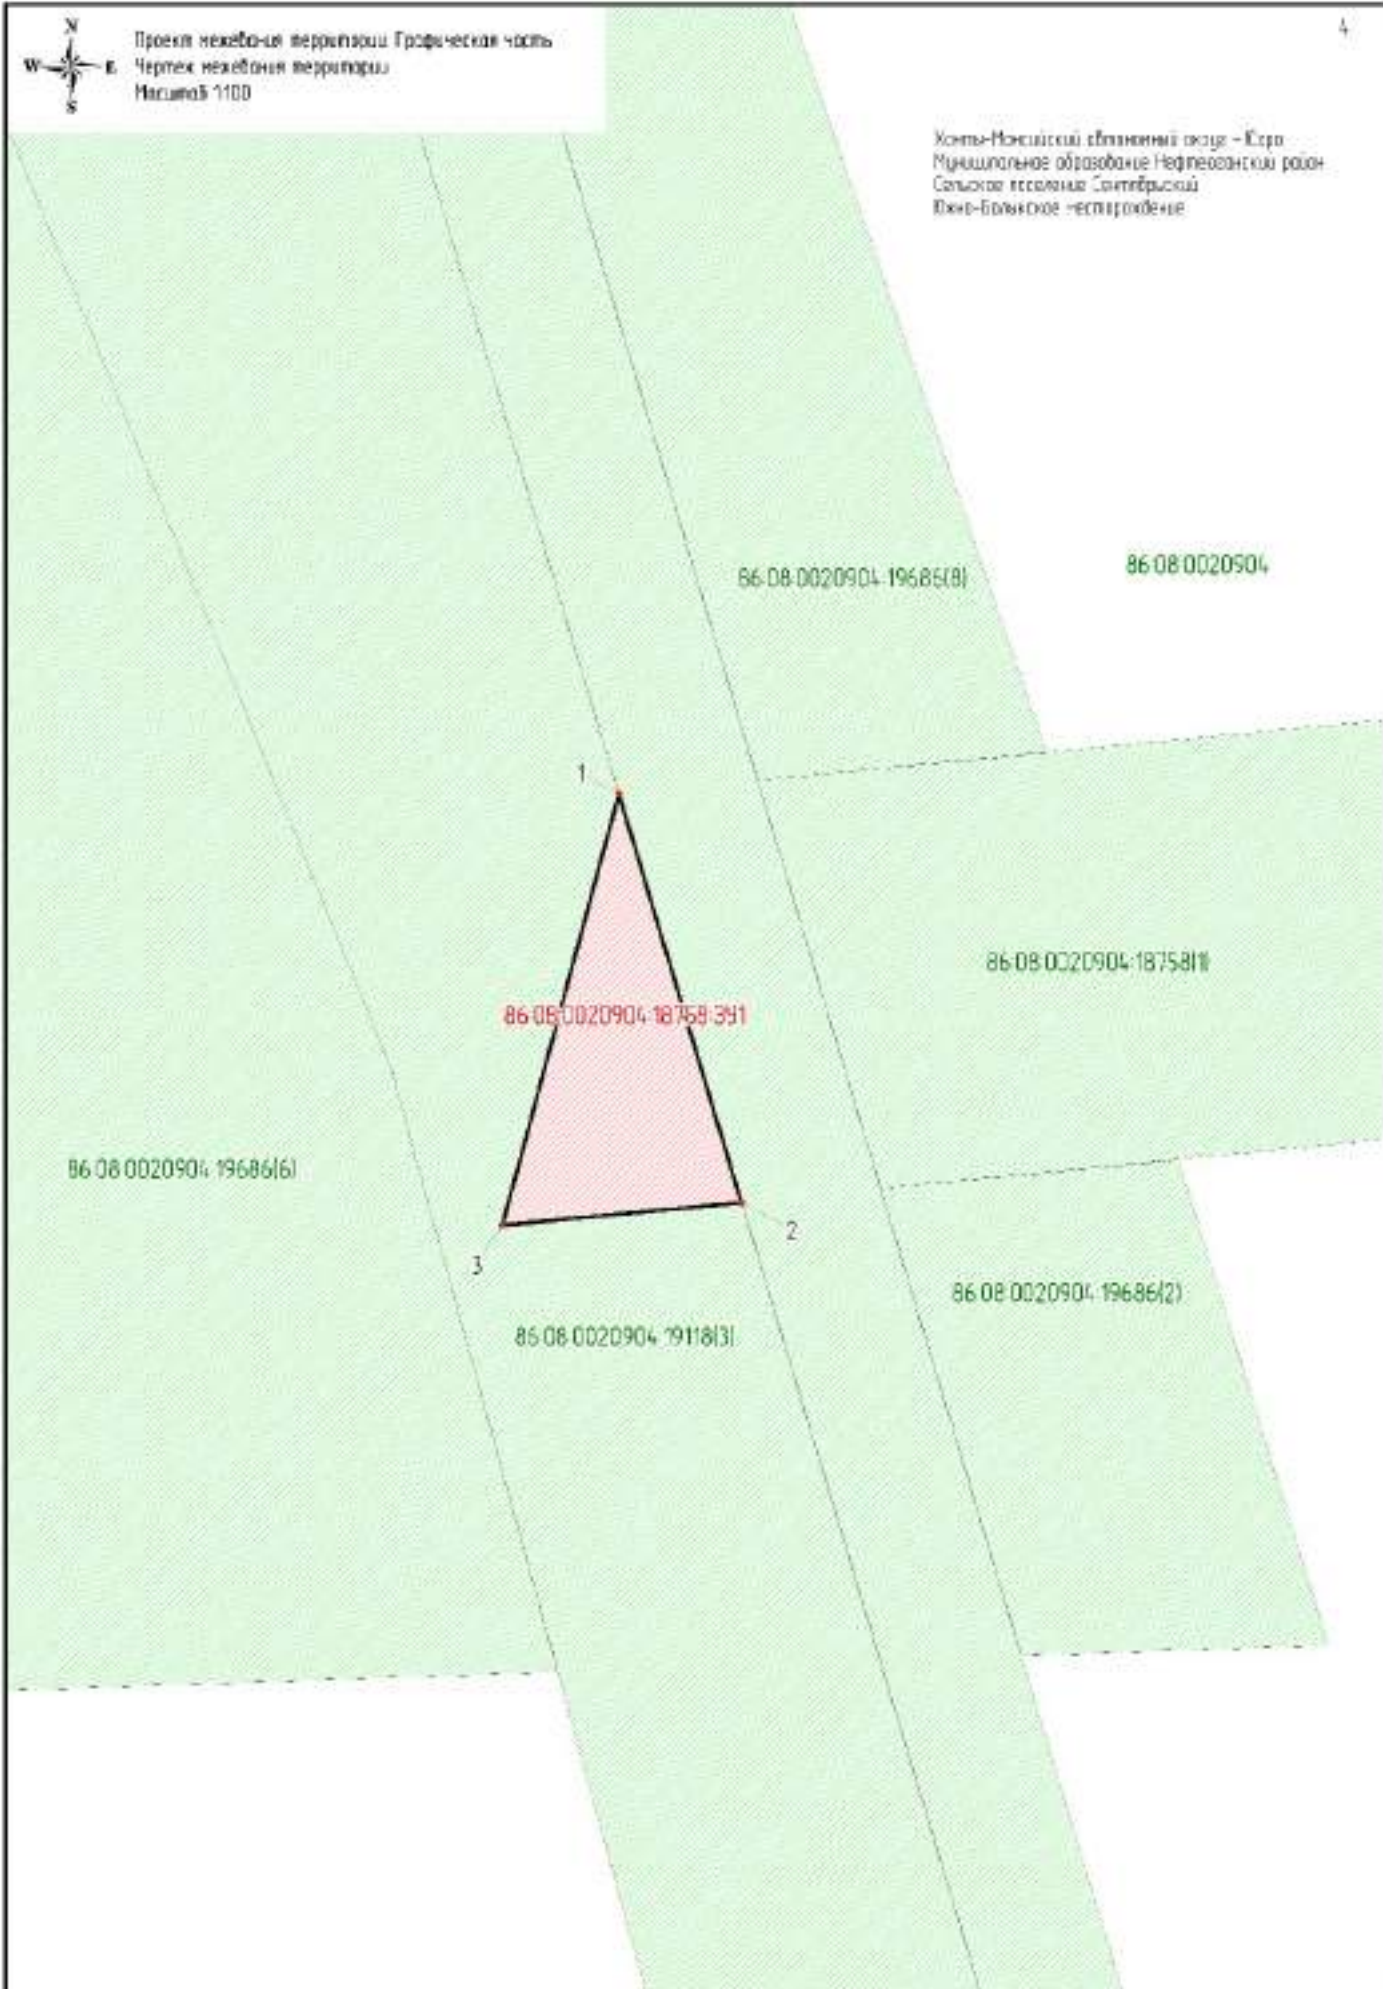 4
N
W E
S
Проект межевания территории. Графическая часть
Чертеж межевания территории
Масштаб 1:100
Ханты-Мансийский автономный округ - Югра
Муниципальное образование Нефтеюганский район
Сельское поселение Сентябрьский
Южно-Балыкское месторождение
86:08:0020904
86:08:0020904:19686(8)
1
86:08:0020904:18758(1)
86:08:0020904:18758:ЗУ1
86:08:0020904:19686(6)
2
3
86:08:0020904:19686(2)
86:08:0020904:19118(3)